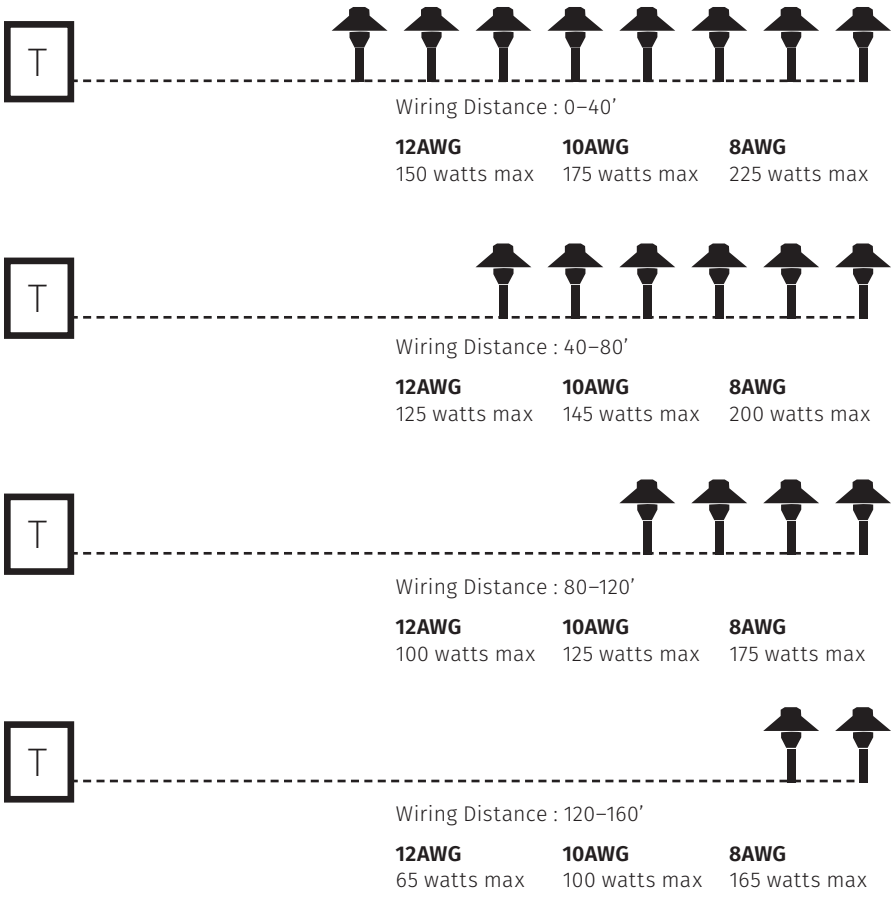 T
Wiring Distance : 0–40’
12AWG 10AWG 8AWG
150 watts max 175 watts max 225 watts max
T
Wiring Distance : 40–80’
12AWG 10AWG 8AWG
125 watts max 145 watts max 200 watts max
T
Wiring Distance : 80–120’
12AWG 10AWG 8AWG
100 watts max 125 watts max 175 watts max
T
Wiring Distance : 120–160’
12AWG 10AWG 8AWG
65 watts max 100 watts max 165 watts max